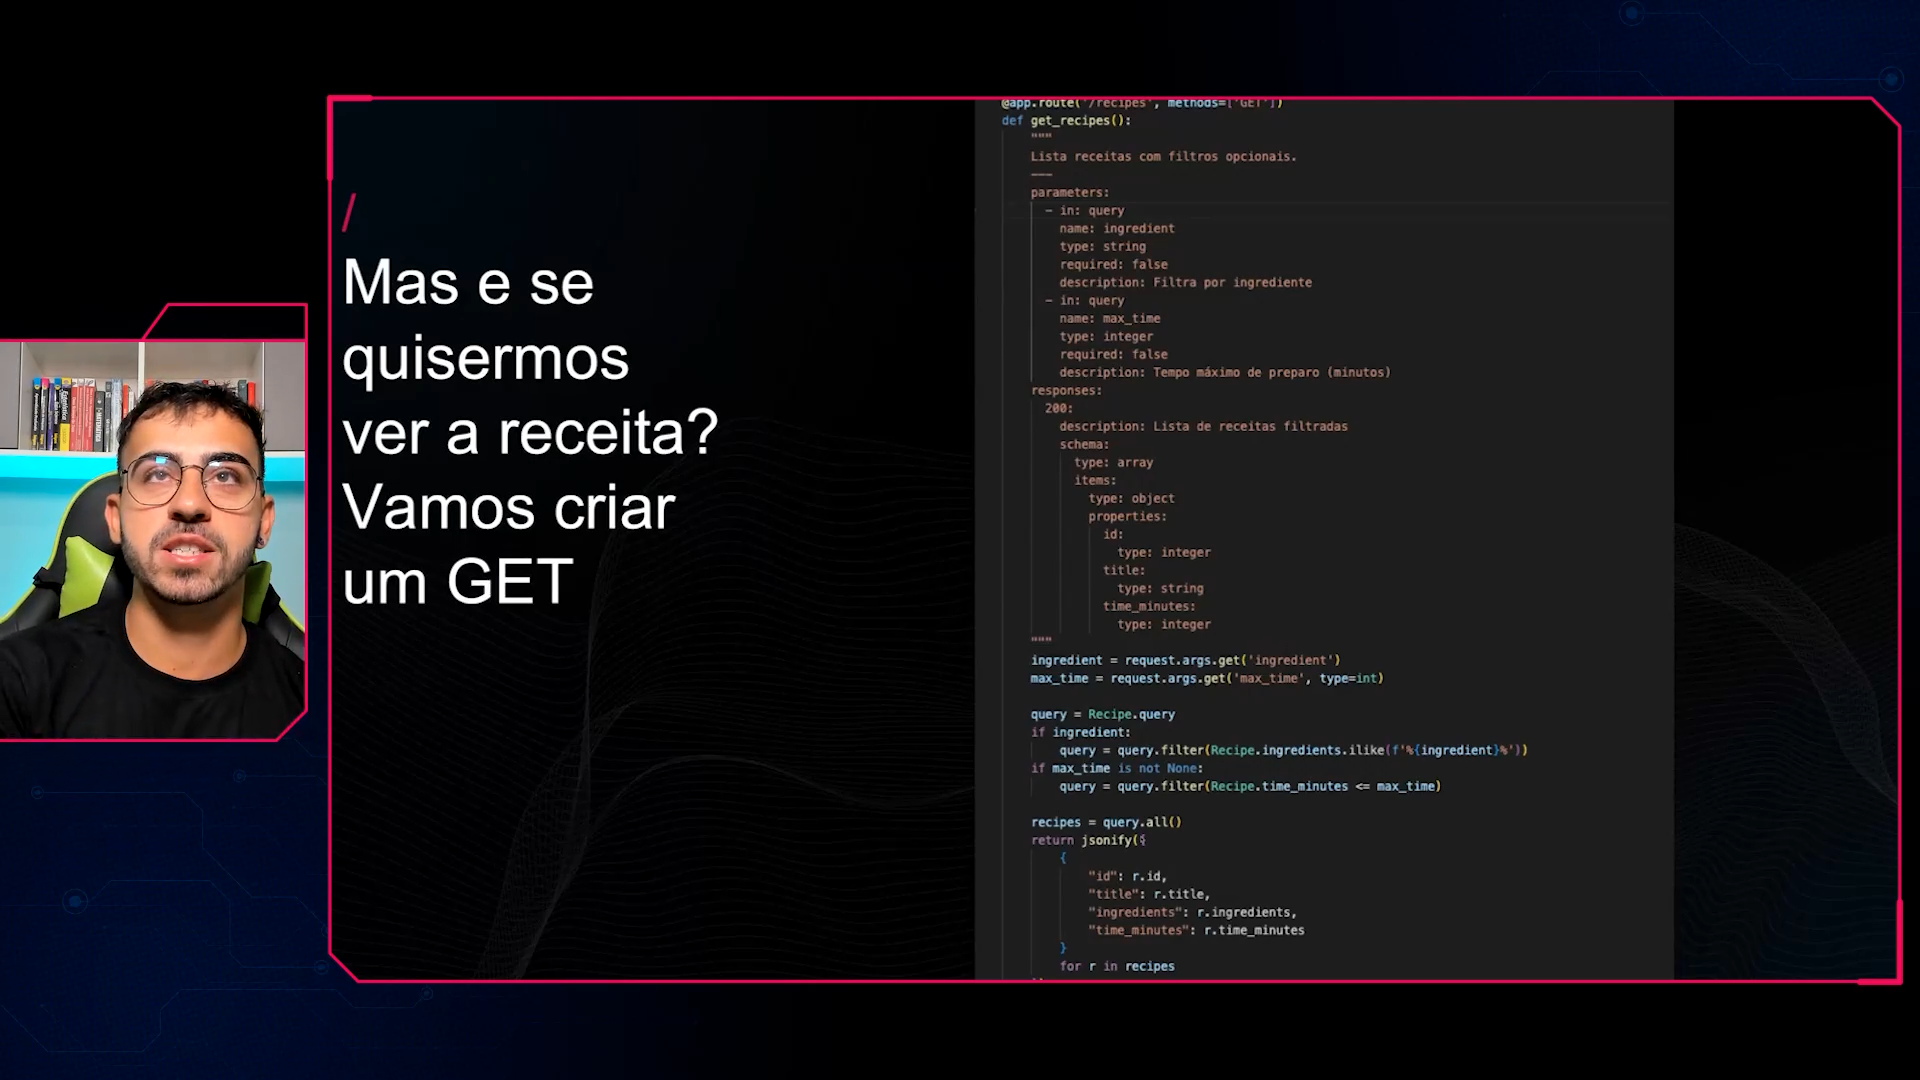 /
Mas e se
quisermos
ver a receita?
Vamos criar
um GET
@app.route('/recipes', methods=['GET'])
def get_recipes():
"""
Lista receitas com filtros opcionais.
---
parameters:
- in: query
name: ingredient
type: string
required: false
description: Filtra por ingrediente
- in: query
name: max_time
type: integer
required: false
description: Tempo máximo de preparo (minutos)
responses:
200:
description: Lista de receitas filtradas
schema:
type: array
items:
type: object
properties:
id:
type: integer
title:
type: string
time_minutes:
type: integer
"""
ingredient = request.args.get('ingredient')
max_time = request.args.get('max_time', type=int)
query = Recipe.query
if ingredient:
query = query.filter(Recipe.ingredients.ilike(f'%{ingredient}%'))
if max_time is not None:
query = query.filter(Recipe.time_minutes <= max_time)
recipes = query.all()
return jsonify([
{
"id": r.id,
"title": r.title,
"ingredients": r.ingredients,
"time_minutes": r.time_minutes
}
for r in recipes